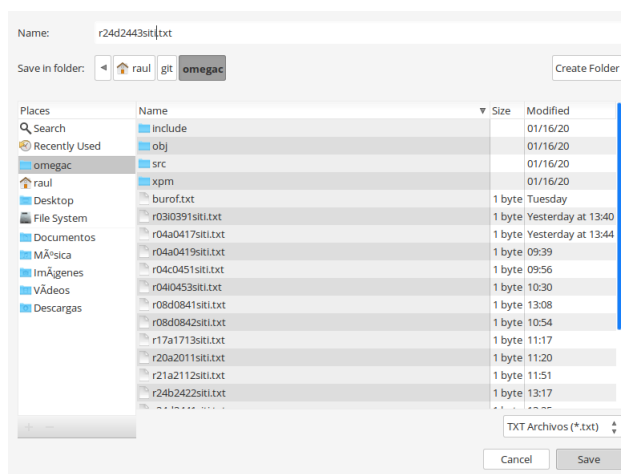 Name: r24d2443siti.txt
Save in folder: raul git omegac Create Folder
Places Name Size Modified
Search include 01/16/20
Recently Used obj 01/16/20
omegac src 01/16/20
raul xpm 01/16/20
Desktop burof.txt 1 byte Tuesday
File System r03i0391siti.txt 1 byte Yesterday at 13:40
Documentos r04a0417siti.txt 1 byte Yesterday at 13:44
MÃºsica r04a0419siti.txt 1 byte 09:39
ImÃ¡genes r04c0451siti.txt 1 byte 09:56
VÃdeos r04i0453siti.txt 1 byte 10:30
Descargas r08d0841siti.txt 1 byte 13:08
r08d0842siti.txt 1 byte 10:54
r17a1713siti.txt 1 byte 11:17
r20a2011siti.txt 1 byte 11:20
r21a2112siti.txt 1 byte 11:51
r24b2422siti.txt 1 byte 13:17
TXT Archivos (*.txt)
Cancel Save